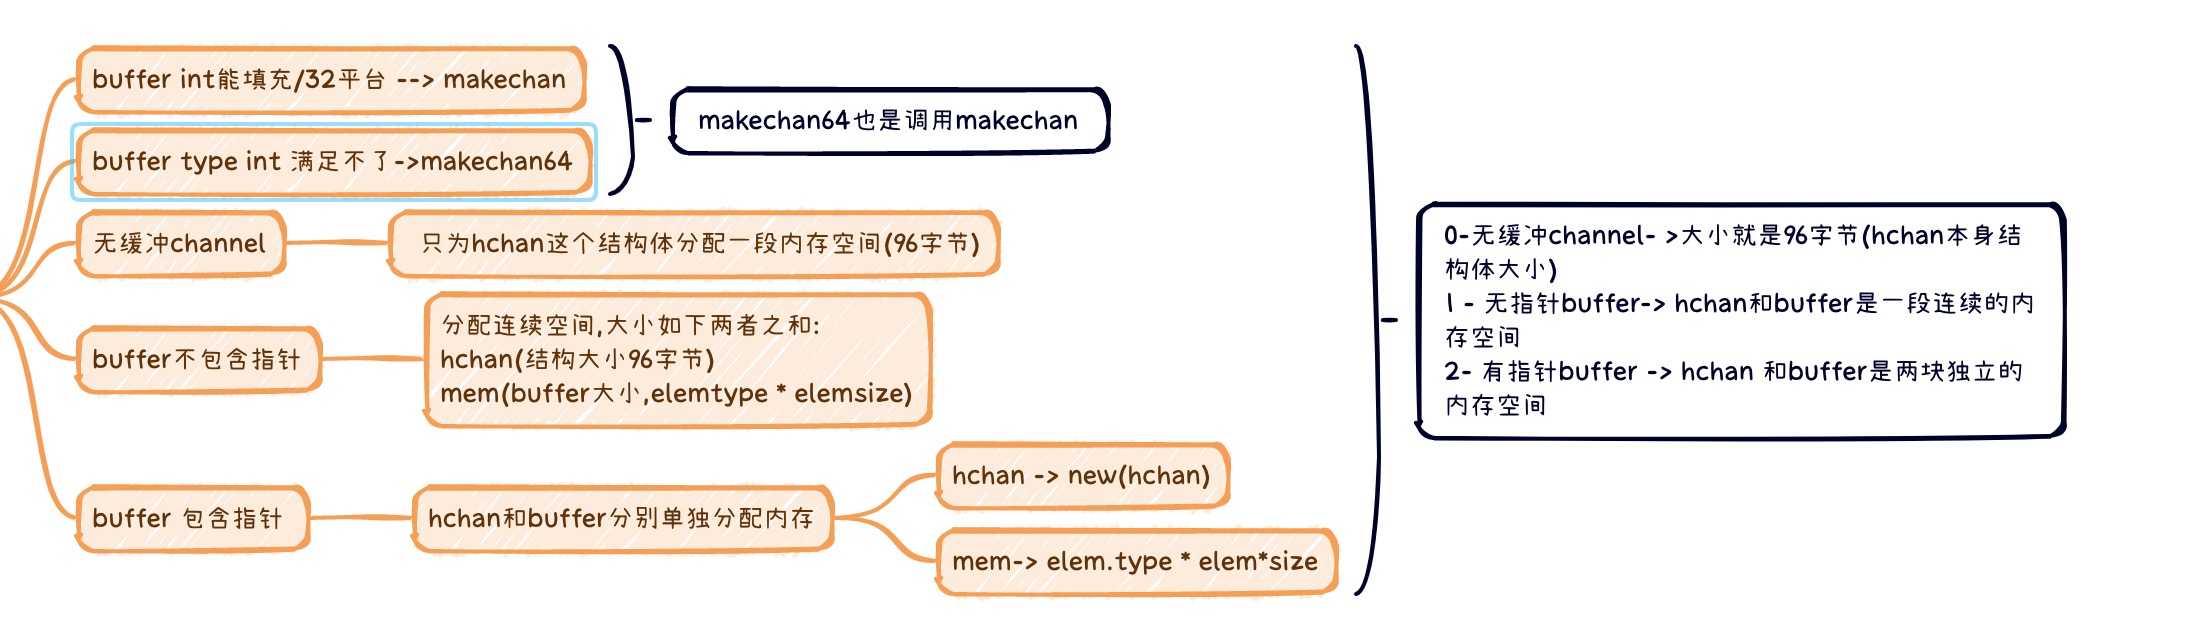 buffer int能填充/32平台 --> makechan
buffer type int 满足不了->makechan64
makechan64也是调用makechan
无缓冲channel
只为hchan这个结构体分配一段内存空间(96字节)
buffer不包含指针
分配连续空间,大小如下两者之和:
hchan(结构大小96字节)
mem(buffer大小,elemtype * elemsize)
buffer 包含指针
hchan和buffer分别单独分配内存
hchan -> new(hchan)
mem-> elem.type * elem*size
0-无缓冲channel- >大小就是96字节(hchan本身结
构体大小)
1 - 无指针buffer-> hchan和buffer是一段连续的内
存空间
2- 有指针buffer -> hchan 和buffer是两块独立的
内存空间